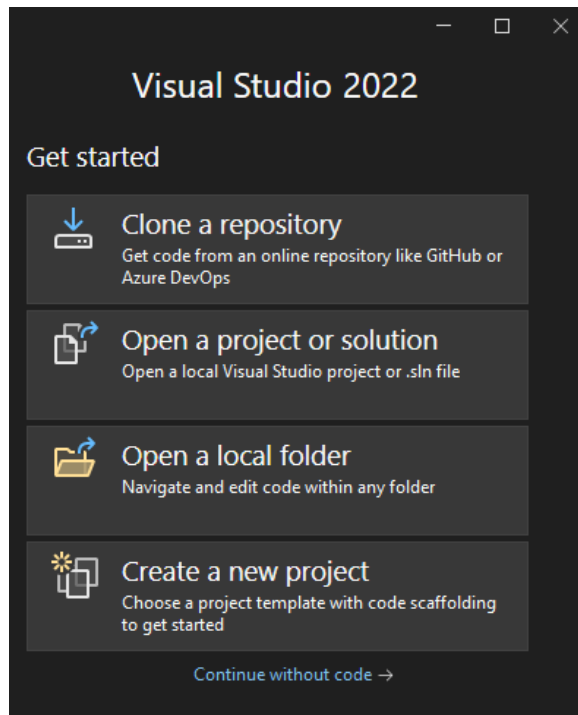 Visual Studio 2022
Get started
Clone a repository
Get code from an online repository like GitHub or
Azure DevOps
Open a project or solution
Open a local Visual Studio project or .sln file
Open a local folder
Navigate and edit code within any folder
Create a new project
Choose a project template with code scaffolding
to get started
Continue without code →